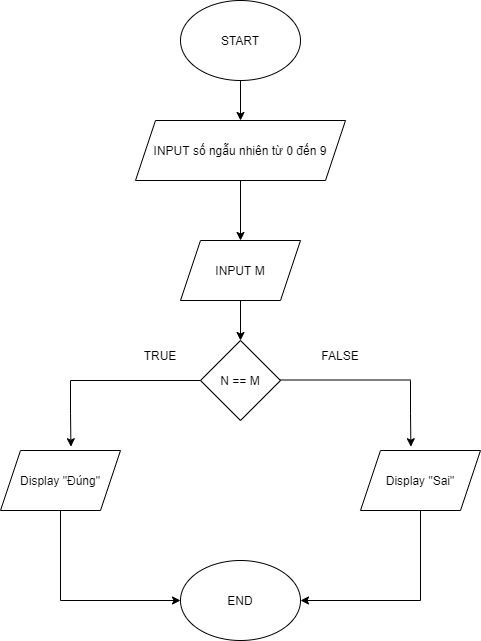 START
INPUT số ngẫu nhiên từ 0 đến 9
INPUT M
TRUE
FALSE
N == M
Display "Đúng"
Display "Sai"
END